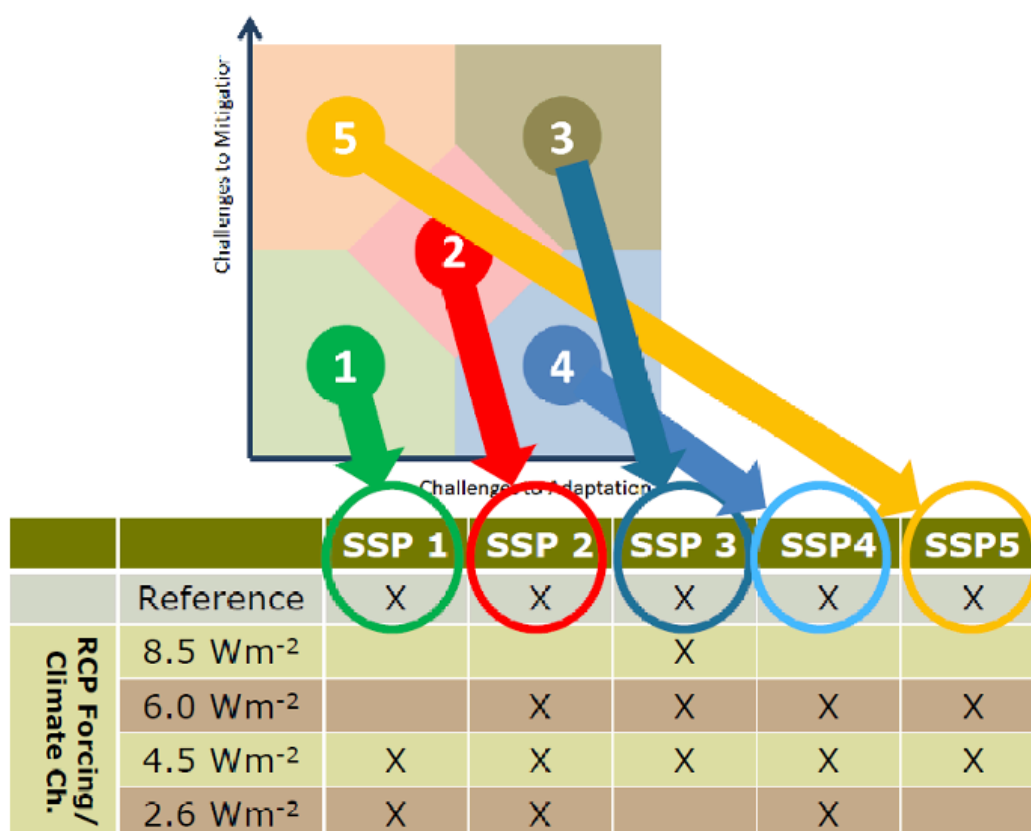 Challenges to Mitigation
5
3
2
1
4
Challenges to Adaptation
SSP 1 SSP 2 SSP 3 SSP4 SSP5
Reference X X X X X
RCP Forcing/
Climate Ch.
8.5 Wm-2 X
6.0 Wm-2 X X X X
4.5 Wm-2 X X X X X
2.6 Wm-2 X X X